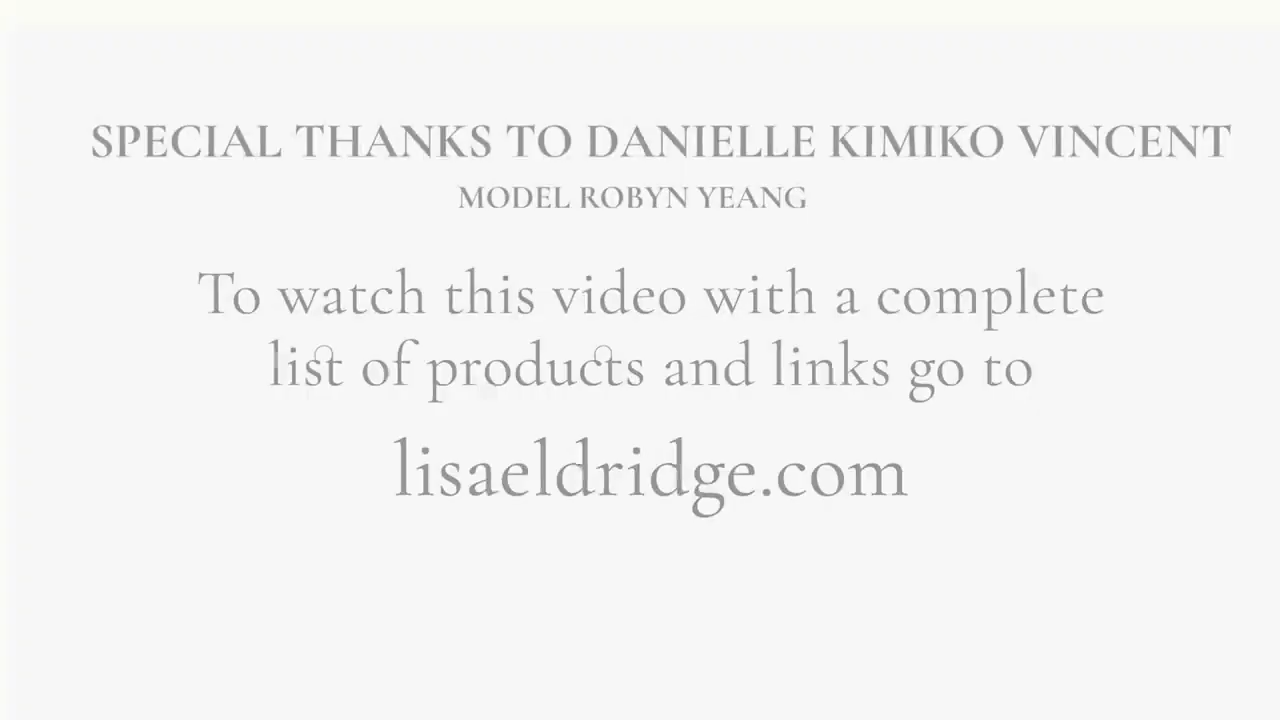 SPECIAL THANKS TO DANIELLE KIMIKO VINCENT
MODEL ROBYN YEANG
To watch this video with a complete
list of products and links go to
lisaeldridge.com